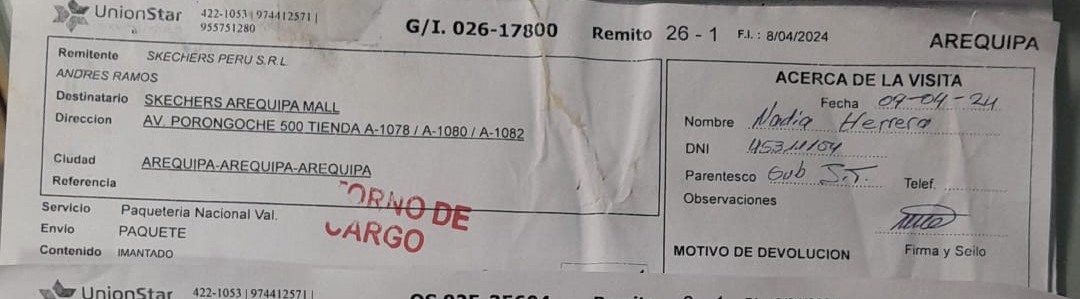 UnionStar 422-1053 | 974412571 |
955751280
G/I. 026-17800 Remito 26 - 1 F.I. : 8/04/2024 AREQUIPA
Remitente SKECHERS PERU S.R.L
ANDRES RAMOS
Destinatario SKECHERS AREQUIPA MALL
Direccion AV. PORONGOCHE 500 TIENDA A-1078 / A-1080 / A-1082
Ciudad AREQUIPA-AREQUIPA-AREQUIPA
Referencia
Servicio Paqueteria Nacional Val.
Envio PAQUETE
Contenido IMANTADO
ORNO DE
CARGO
ACERCA DE LA VISITA
Fecha 09-04-24
Nombre Nadia Herrera
DNI
Parentesco Sub S.T. Telef.
Observaciones
MOTIVO DE DEVOLUCION Firma y Sello
UnionStar 422-1053 | 974412571 |